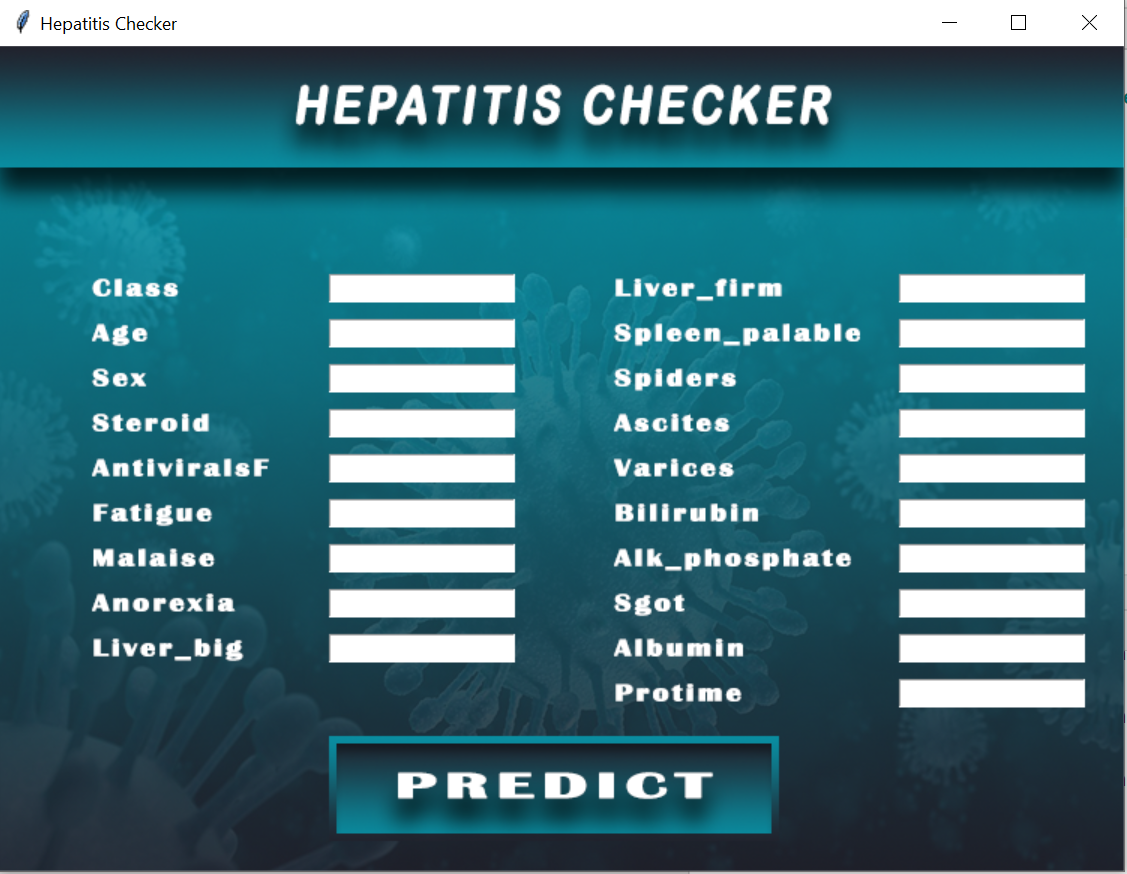 Hepatitis Checker
HEPATITIS CHECKER
Class
Age
Sex
Steroid
AntiviralsF
Fatigue
Malaise
Anorexia
Liver_big
Liver_firm
Spleen_palable
Spiders
Ascites
Varices
Bilirubin
Alk_phosphate
Sgot
Albumin
Protime
PREDICT